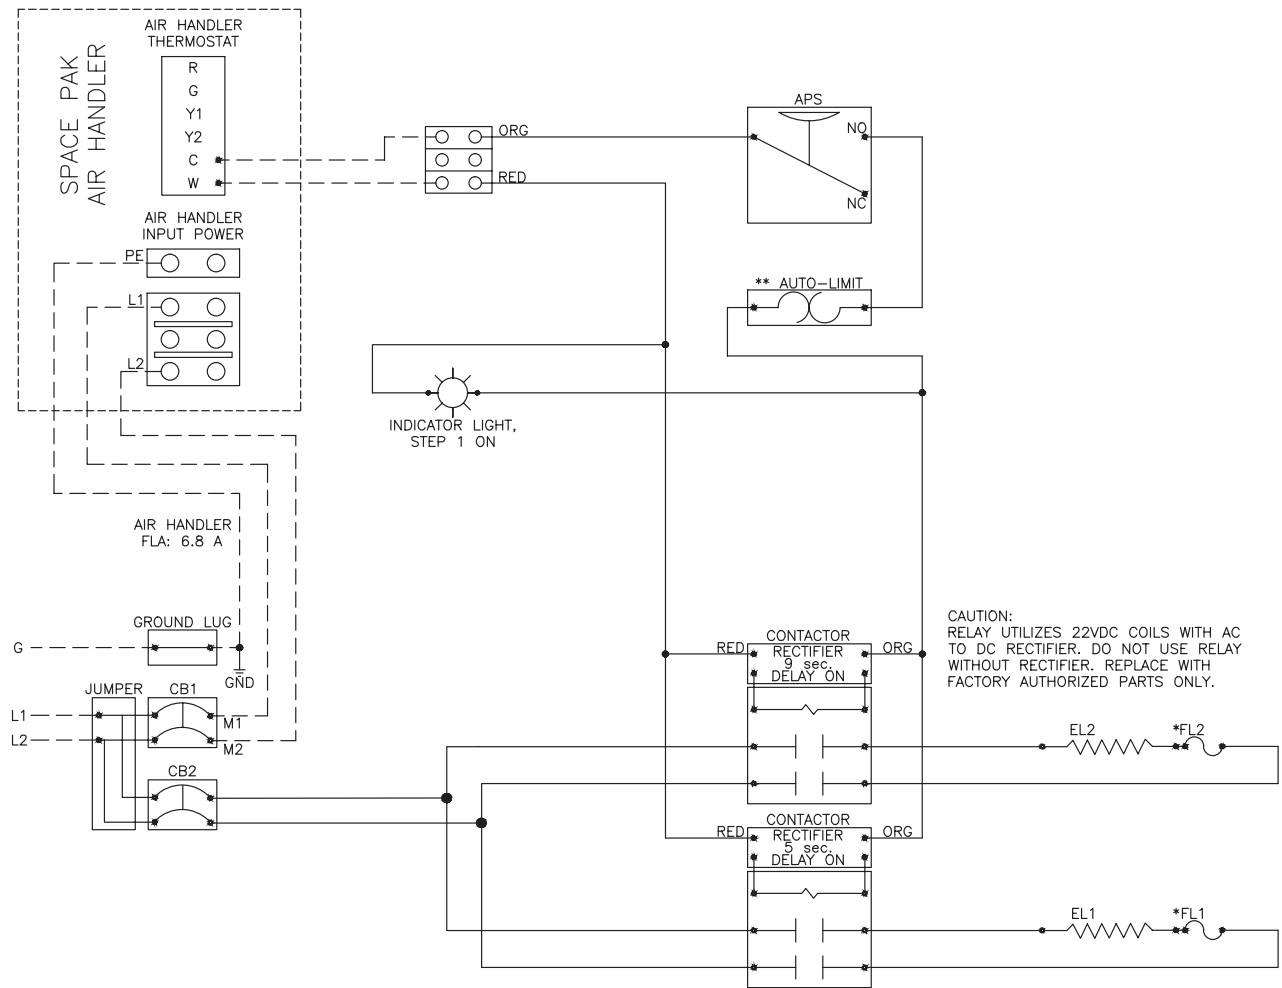 AIR HANDLER
THERMOSTAT
SPACE PAK
AIR HANDLER
R
G
Y1
Y2
C
W
AIR HANDLER
INPUT POWER
PE
L1
L2
ORG
RED
APS
NO
NC
** AUTO-LIMIT
INDICATOR LIGHT,
STEP 1 ON
AIR HANDLER
FLA: 6.8 A
GROUND LUG
G
GND
JUMPER
CB1
L1
L2
M1
M2
CB2
CONTACTOR
RED
RECTIFIER
ORG
9 sec.
DELAY ON
CAUTION:
RELAY UTILIZES 22VDC COILS WITH AC
TO DC RECTIFIER. DO NOT USE RELAY
WITHOUT RECTIFIER. REPLACE WITH
FACTORY AUTHORIZED PARTS ONLY.
EL2
*FL2
CONTACTOR
RED
RECTIFIER
ORG
5 sec.
DELAY ON
EL1
*FL1